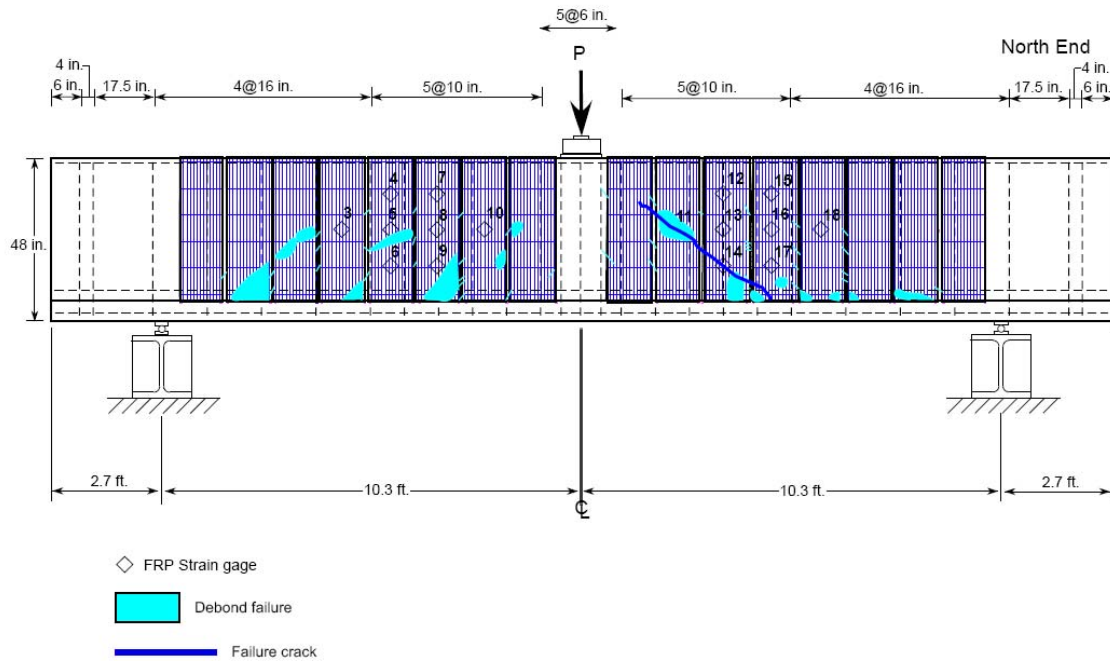 5@6 in.
P
North End
4 in.
6 in.
17.5 in.
4@16 in.
5@10 in.
5@10 in.
4@16 in.
17.5 in.
4 in.
6 in.
48 in.
4
7
12
15
3
5
8
10
11
13
16
18
6
9
14
17
2.7 ft.
10.3 ft.
10.3 ft.
2.7 ft.
℄
FRP Strain gage
Debond failure
Failure crack